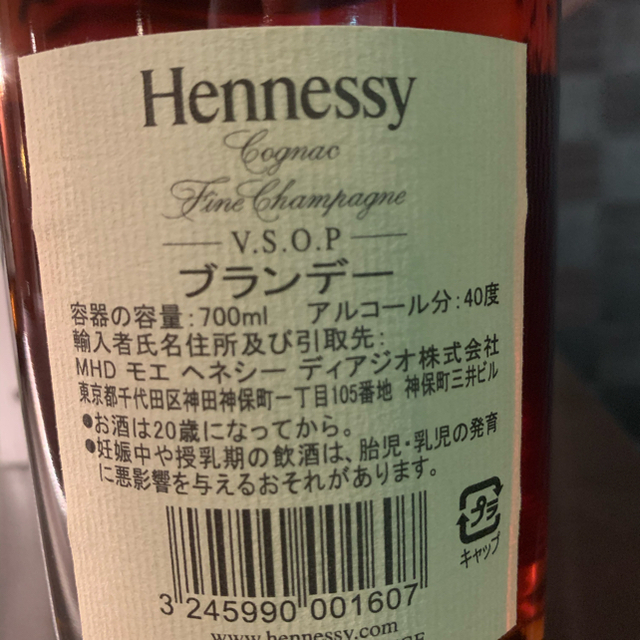 Hennessy
Cognac
Fine Champagne
V.S.O.P
ブランデー
容器の容量:700ml アルコール分:40度
輸入者氏名住所及び引取先:
MHD モエ ヘネシー ディアジオ株式会社
東京都千代田区神田神保町一丁目105番地 神保町三井ビル
●お酒は20歳になってから。
●妊娠中や授乳期の飲酒は、胎児・乳児の発育
に悪影響を与えるおそれがあります。
プラ
キャップ
3 245990 001607
www.hennessy.com